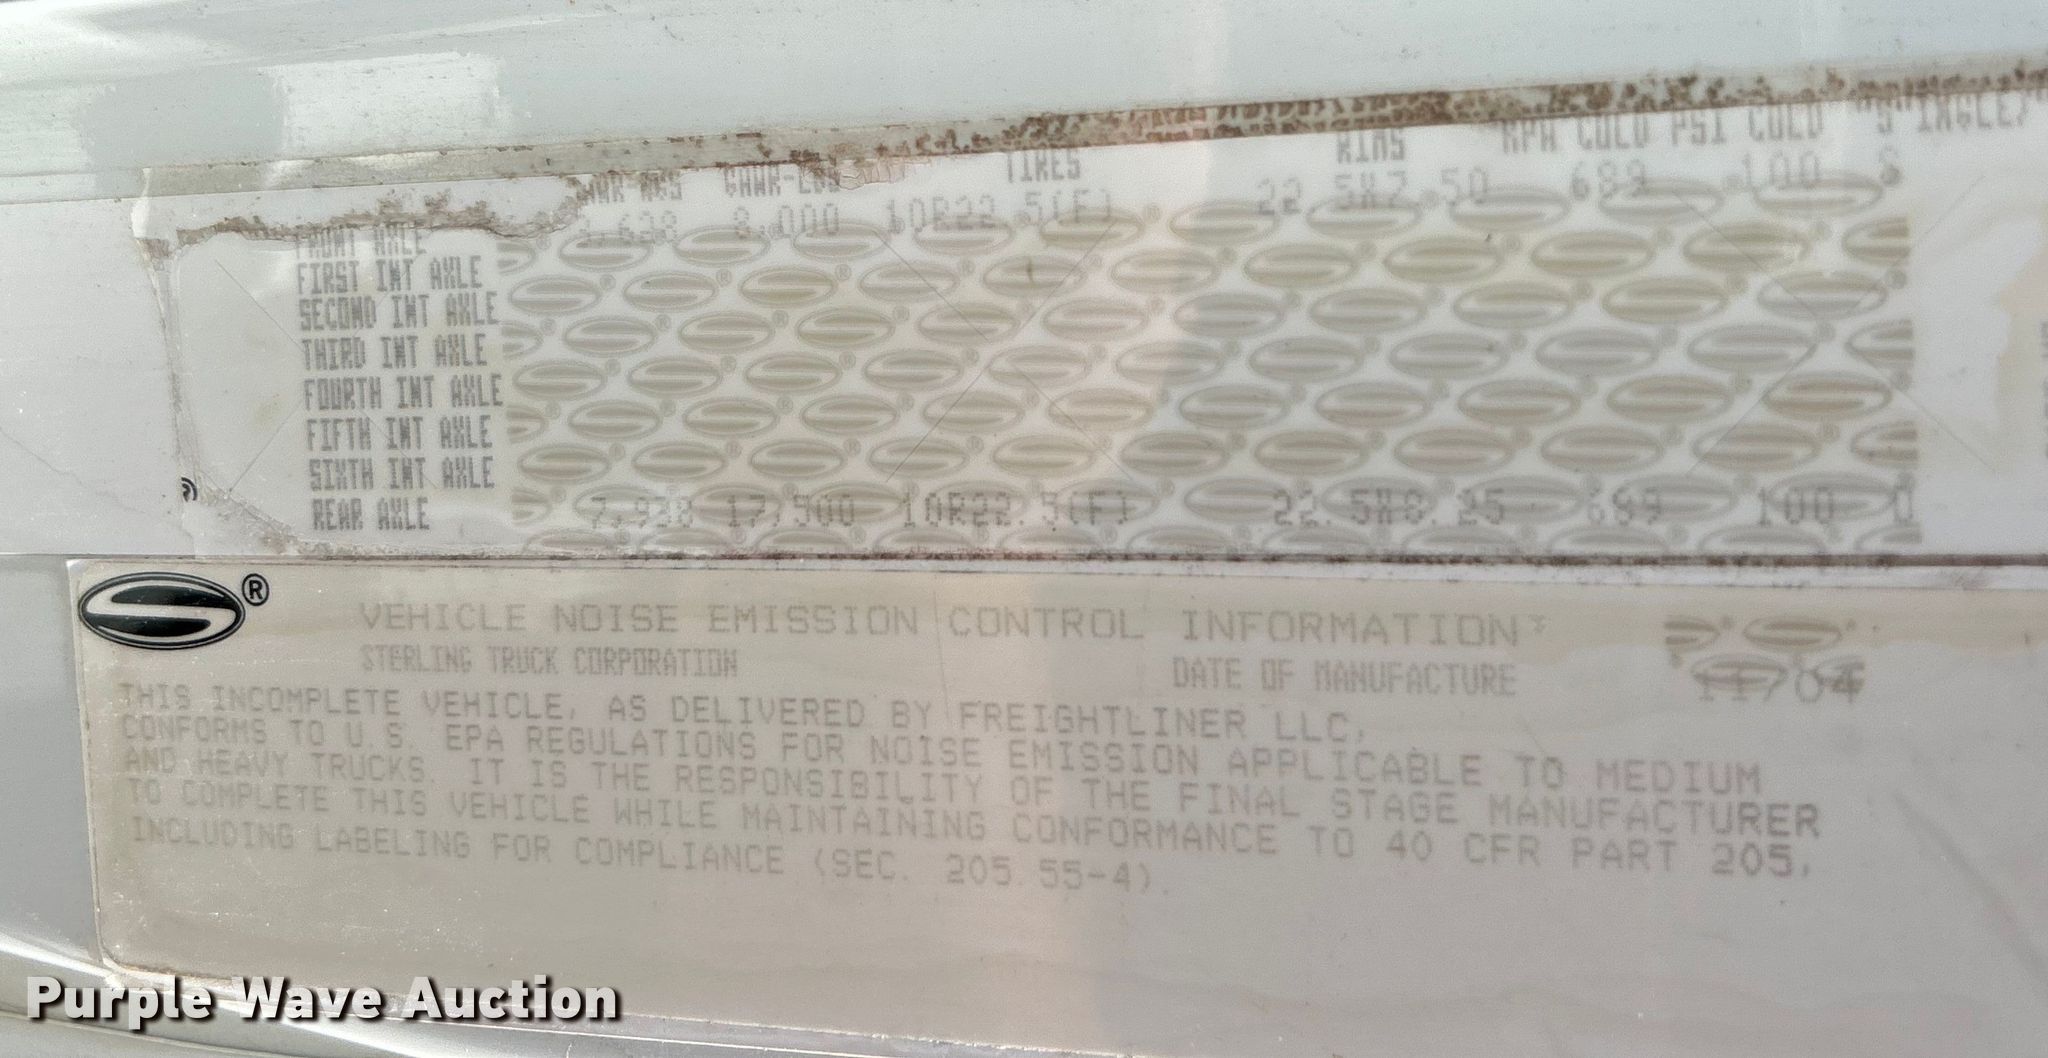 TIRES RIMS KPA COLD PSI COLD
8,000 10R22.5(F) 22.5X7.50 689 100 S
FRONT AXLE
FIRST INT AXLE
SECOND INT AXLE
THIRD INT AXLE
FOURTH INT AXLE
FIFTH INT AXLE
SIXTH INT AXLE
REAR AXLE 7,938 17,500 10R22.5(F) 22.5X8.25 689 100 D
®
VEHICLE NOISE EMISSION CONTROL INFORMATION
STERLING TRUCK CORPORATION DATE OF MANUFACTURE 11/04
THIS INCOMPLETE VEHICLE, AS DELIVERED BY FREIGHTLINER LLC,
CONFORMS TO U.S. EPA REGULATIONS FOR NOISE EMISSION APPLICABLE TO MEDIUM
AND HEAVY TRUCKS. IT IS THE RESPONSIBILITY OF THE FINAL STAGE MANUFACTURER
TO COMPLETE THIS VEHICLE WHILE MAINTAINING CONFORMANCE TO 40 CFR PART 205,
INCLUDING LABELING FOR COMPLIANCE (SEC. 205.55-4).
Purple Wave Auction